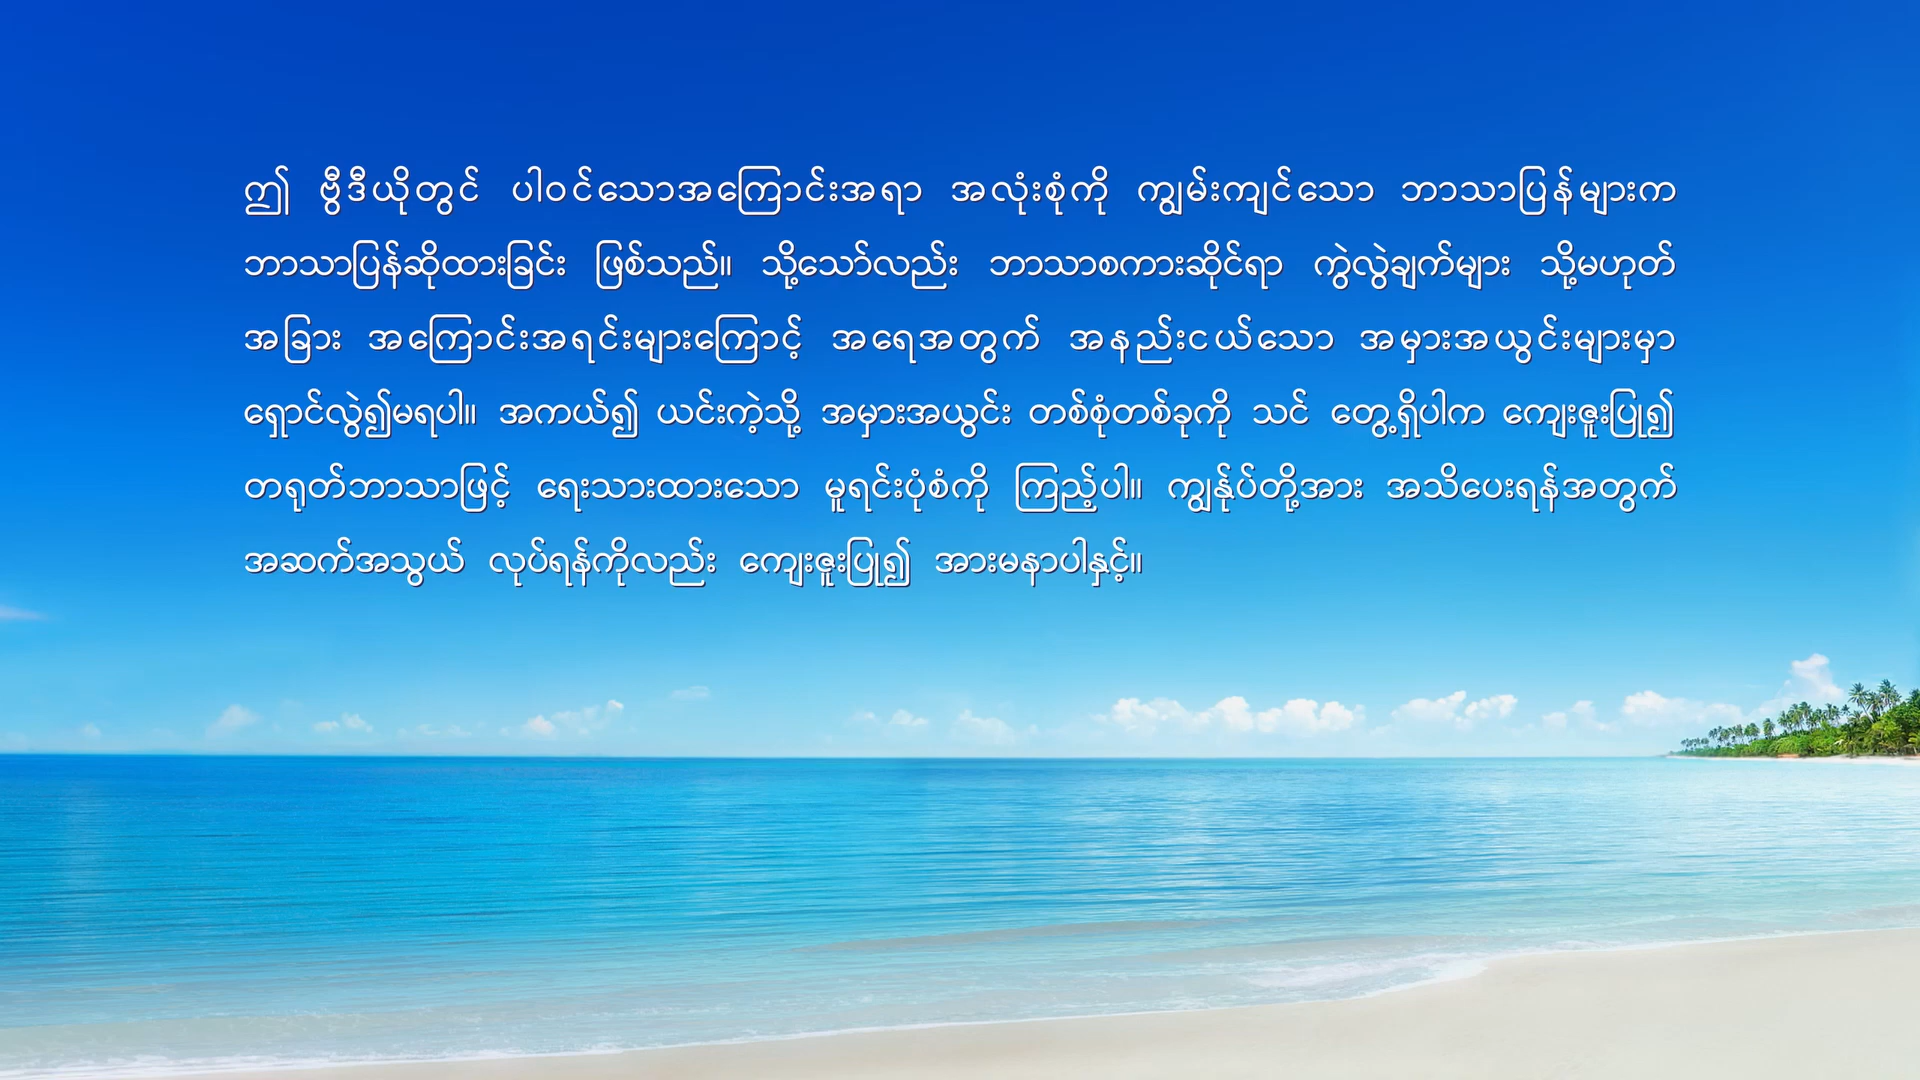 ဤ ဗွီဒီယိုတွင် ပါဝင်သောအကြောင်းအရာ အလုံးစုံကို ကျွမ်းကျင်သော ဘာသာပြန်များက
ဘာသာပြန်ဆိုထားခြင်း ဖြစ်သည်။ သို့သော်လည်း ဘာသာစကားဆိုင်ရာ ကွဲလွဲချက်များ သို့မဟုတ်
အခြား အကြောင်းအရင်းများကြောင့် အရေအတွက် အနည်းငယ်သော အမှားအယွင်းများမှာ
ရှောင်လွဲ၍မရပါ။ အကယ်၍ ယင်းကဲ့သို့ အမှားအယွင်း တစ်စုံတစ်ခုကို သင် တွေ့ရှိပါက ကျေးဇူးပြု၍
တရုတ်ဘာသာဖြင့် ရေးသားထားသော မူရင်းပုံစံကို ကြည့်ပါ။ ကျွန်ုပ်တို့အား အသိပေးရန်အတွက်
အဆက်အသွယ် လုပ်ရန်ကိုလည်း ကျေးဇူးပြု၍ အားမနာပါနှင့်။